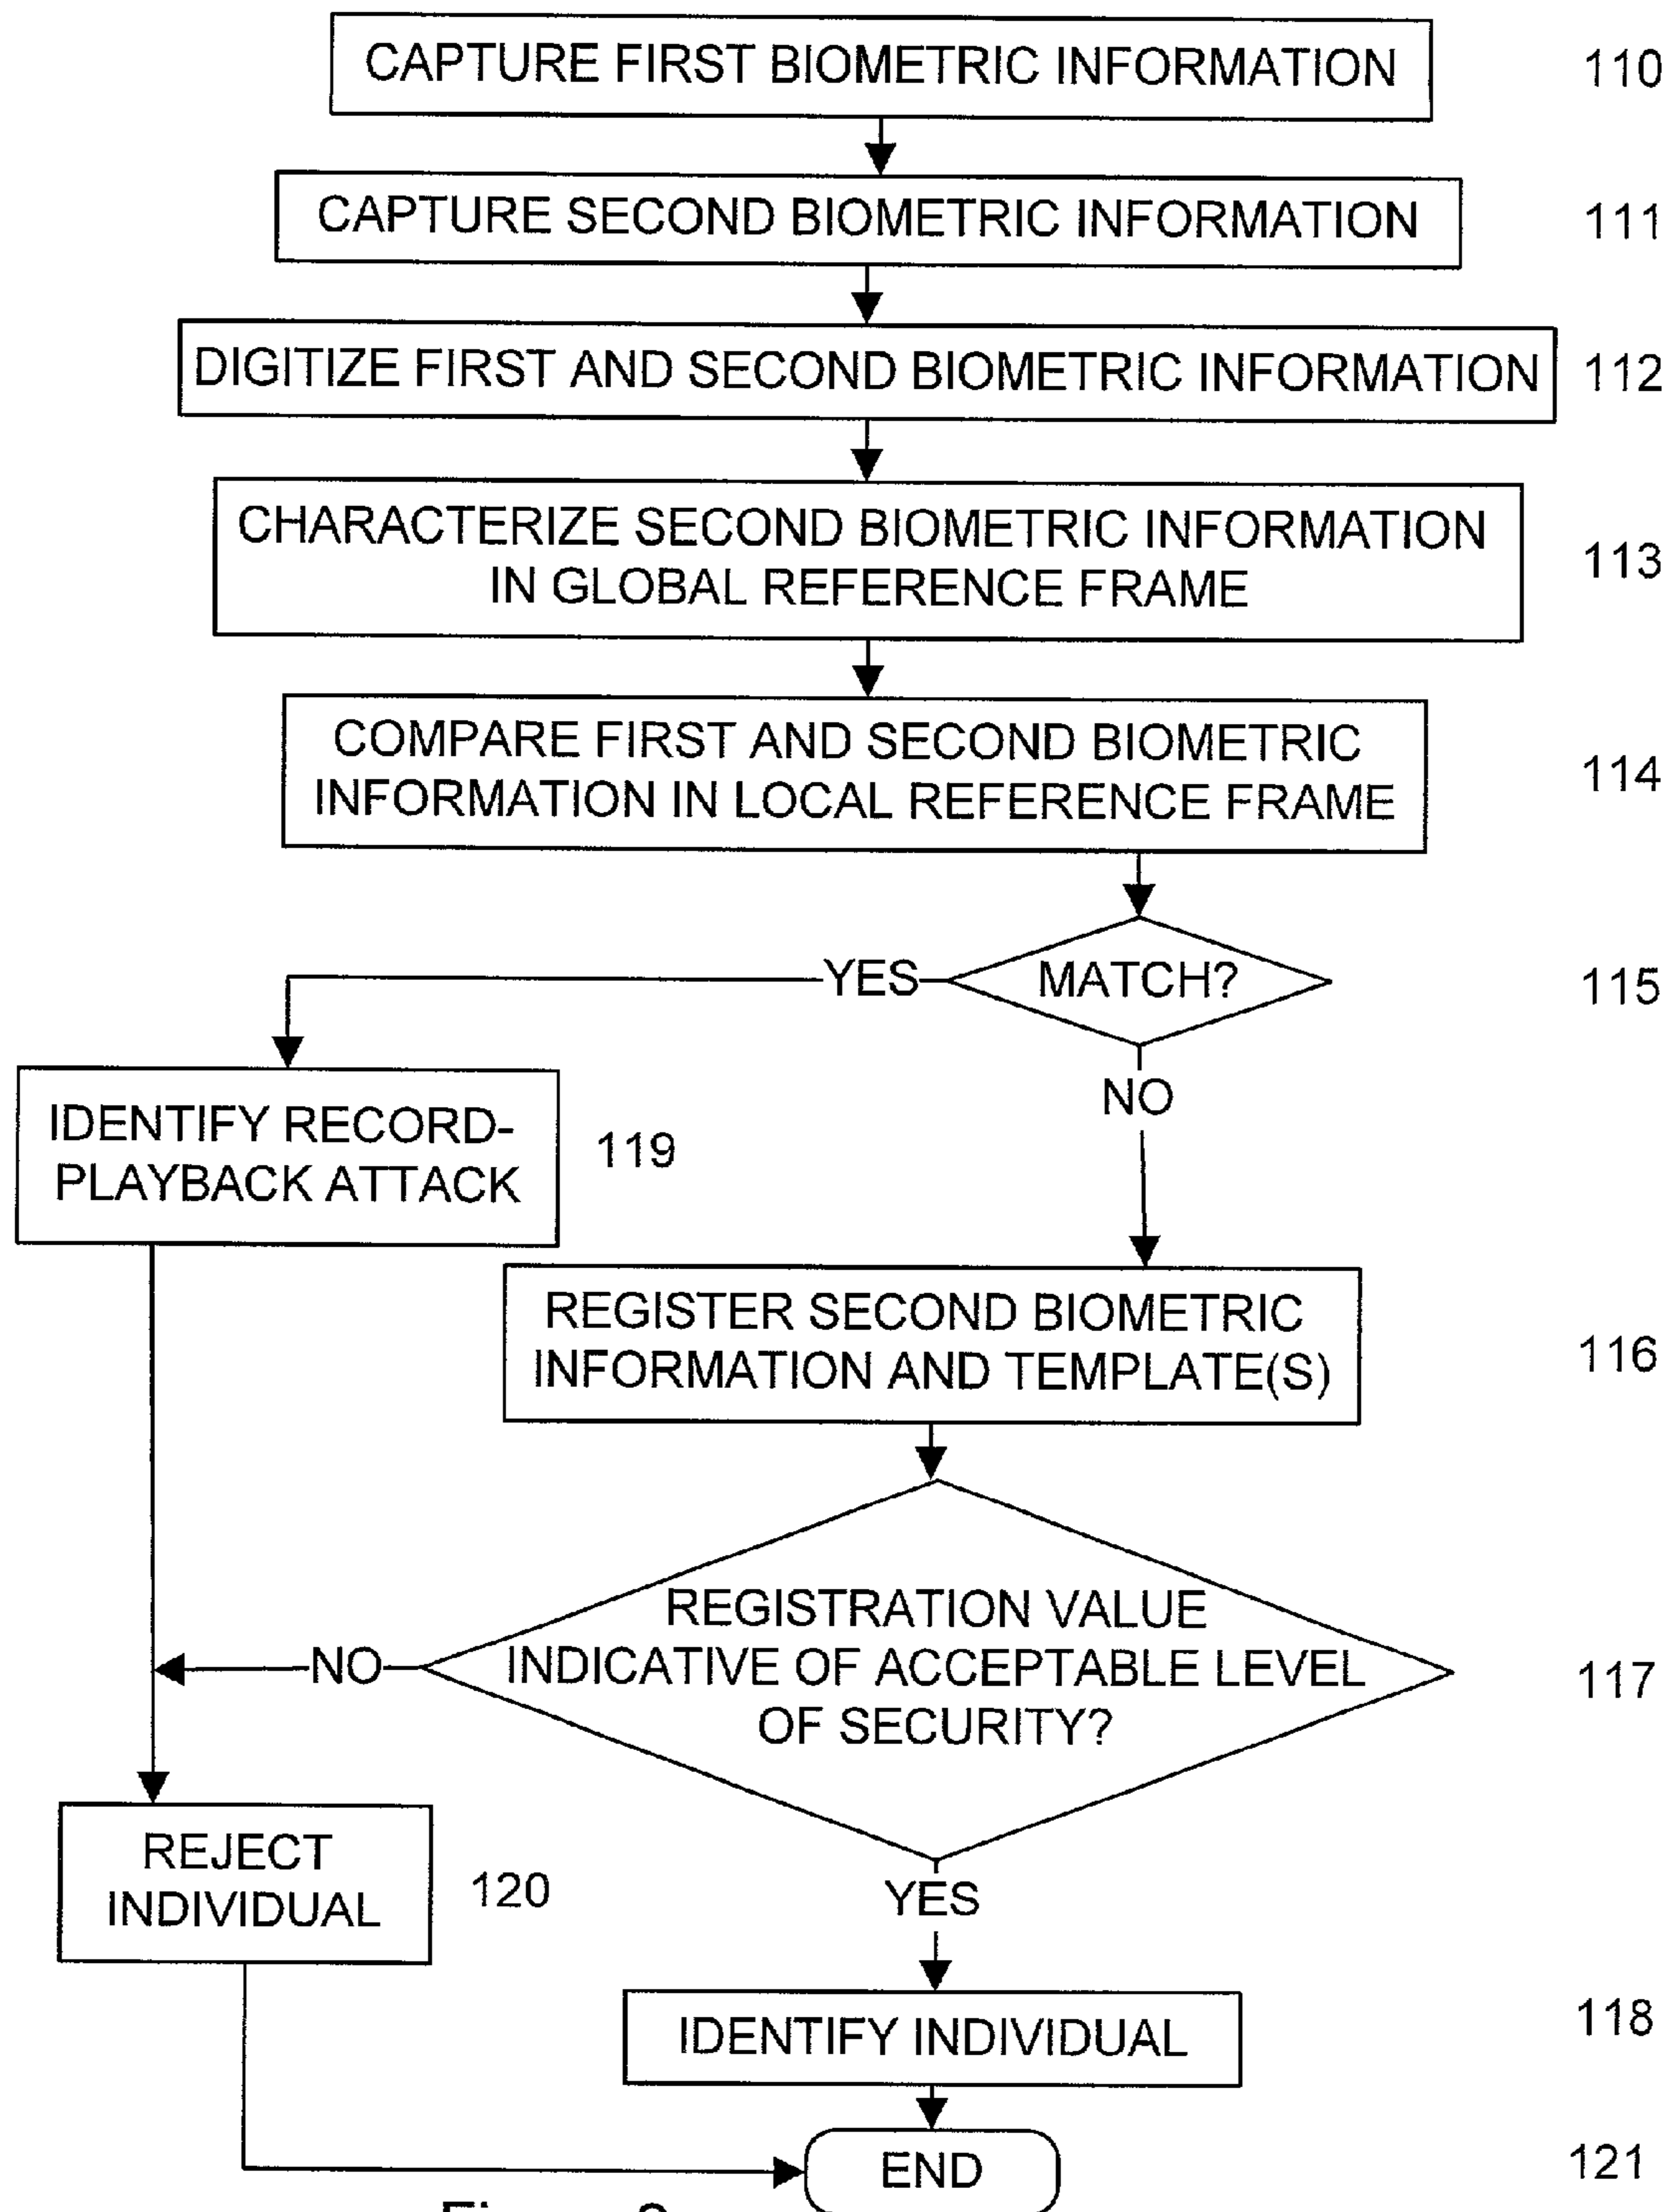 CAPTURE FIRST BIOMETRIC INFORMATION 110
CAPTURE SECOND BIOMETRIC INFORMATION 111
DIGITIZE FIRST AND SECOND BIOMETRIC INFORMATION 112
CHARACTERIZE SECOND BIOMETRIC INFORMATION
IN GLOBAL REFERENCE FRAME
113
COMPARE FIRST AND SECOND BIOMETRIC
INFORMATION IN LOCAL REFERENCE FRAME
114
YES
MATCH?
115
NO
IDENTIFY RECORD-
PLAYBACK ATTACK
119
REGISTER SECOND BIOMETRIC
INFORMATION AND TEMPLATE(S)
116
REGISTRATION VALUE
INDICATIVE OF ACCEPTABLE LEVEL
OF SECURITY?
NO
117
REJECT
INDIVIDUAL
120
YES
IDENTIFY INDIVIDUAL
118
END
121